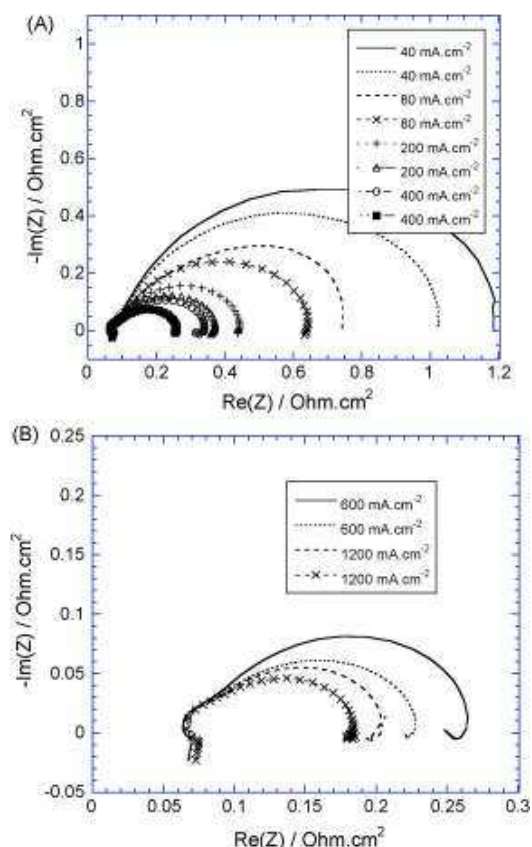 (A)
1
0.8
0.6
0.4
0.2
0
-Im(Z) / Ohm.cm²
40 mA.cm⁻²
40 mA.cm⁻²
80 mA.cm⁻²
80 mA.cm⁻²
200 mA.cm⁻²
200 mA.cm⁻²
400 mA.cm⁻²
400 mA.cm⁻²
0 0.2 0.4 0.6 0.8 1 1.2
Re(Z) / Ohm.cm²
(B)
0.25
0.2
0.15
0.1
0.05
0
-0.05
-Im(Z) / Ohm.cm²
600 mA.cm⁻²
600 mA.cm⁻²
1200 mA.cm⁻²
1200 mA.cm⁻²
0 0.05 0.1 0.15 0.2 0.25 0.3
Re(Z) / Ohm.cm²